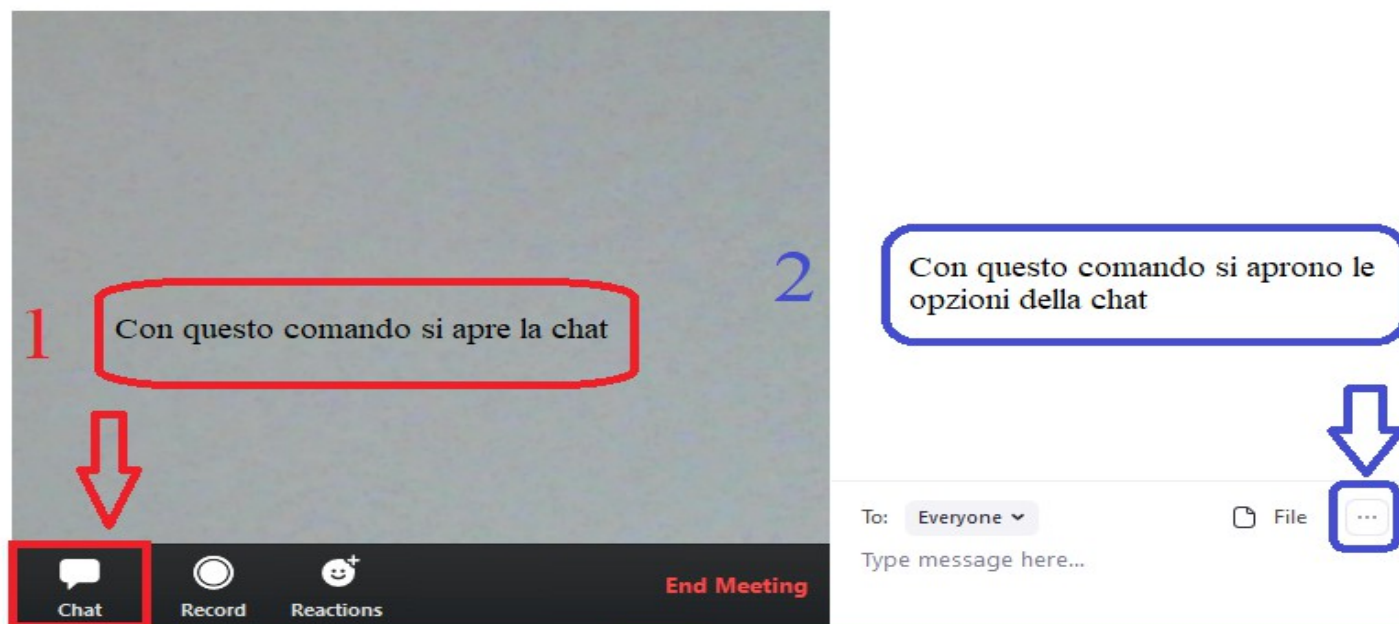 1
Con questo comando si apre la chat
Chat
Record
Reactions
End Meeting
2
Con questo comando si aprono le
opzioni della chat
To: Everyone
File
Type message here...